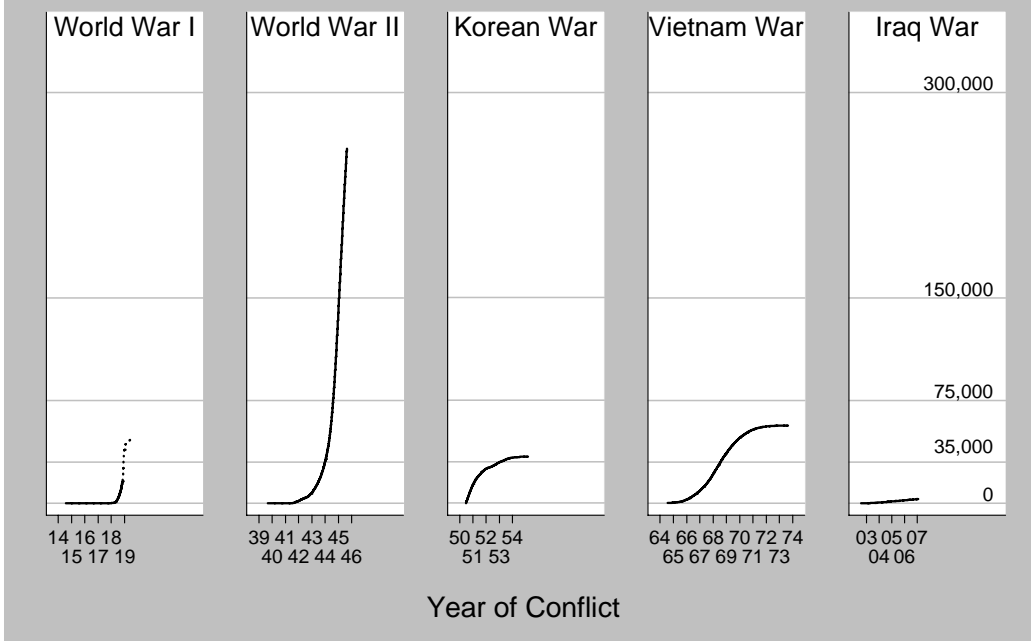 World War I
World War II
Korean War
Vietnam War
Iraq War
300,000
150,000
75,000
35,000
0
14 16 18
15 17 19
39 41 43 45
40 42 44 46
50 52 54
51 53
64 66 68 70 72 74
65 67 69 71 73
03 05 07
04 06
Year of Conflict